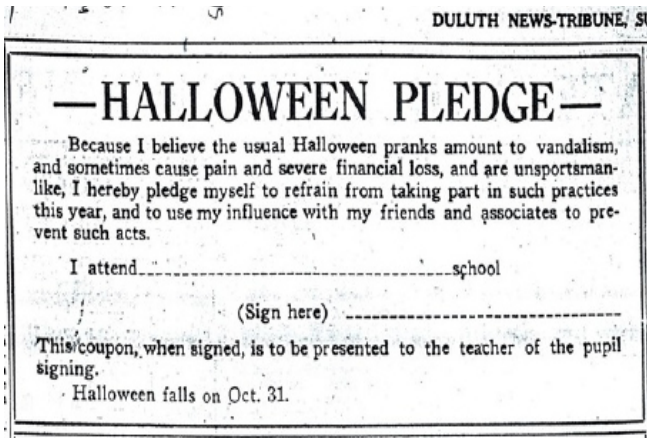 DULUTH NEWS-TRIBUNE,
—HALLOWEEN PLEDGE—
Because I believe the usual Halloween pranks amount to vandalism,
and sometimes cause pain and severe financial loss, and are unsportsman-
like, I hereby pledge myself to refrain from taking part in such practices
this year, and to use my influence with my friends and associates to pre-
vent such acts.
I attend____________________school
(Sign here) ____________________
This coupon, when signed, is to be presented to the teacher of the pupil
signing.
Halloween falls on Oct. 31.